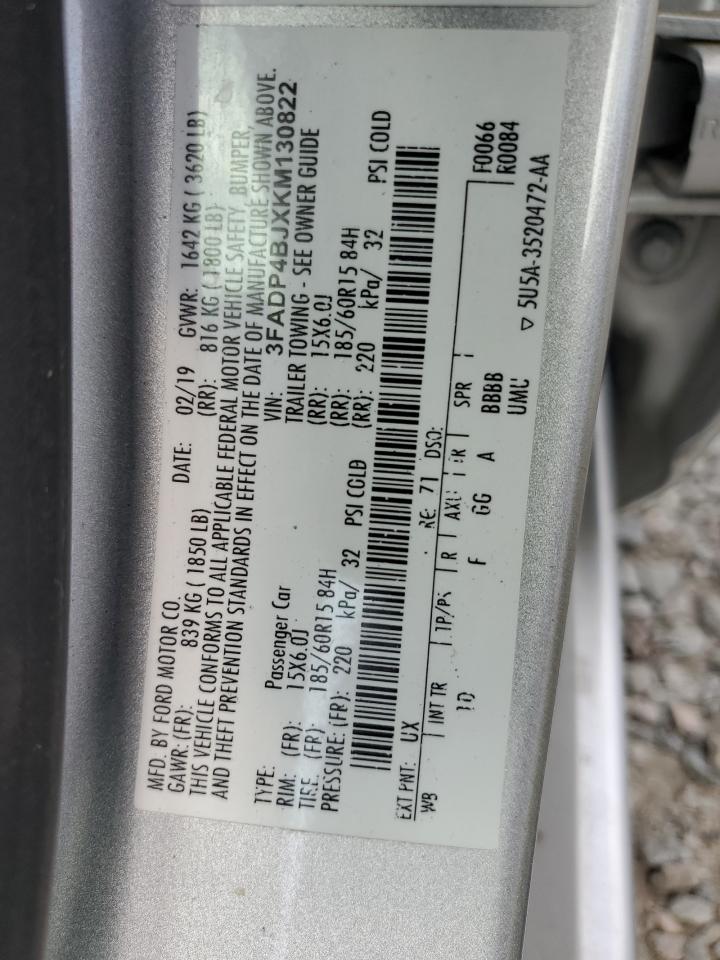 MFD. BY FORD MOTOR CO. DATE: 02/19 GVWR: 1642 KG ( 3620 LB)
GAWR: (FR): 839 KG ( 1850 LB) (RR): 816 KG ( 1800 LB)
THIS VEHICLE CONFORMS TO ALL APPLICABLE FEDERAL MOTOR VEHICLE SAFETY, BUMPER,
AND THEFT PREVENTION STANDARDS IN EFFECT ON THE DATE OF MANUFACTURE SHOWN ABOVE.
VIN: 3FADP4BJXKM130822
TYPE: Passenger Car TRAILER TOWING - SEE OWNER GUIDE
RIM: (FR): 15X6.0J (RR): 15X6.0J
TIRE: (FR): 185/60R15 84H (RR): 185/60R15 84H
PRESSURE: (FR): 220 kPa/ 32 PSI COLD (RR): 220 kPa/ 32 PSI COLD
EXT PNT: UX RC: 71 DSO: F0066
WB INT TR TP/PS R AXLE TR SPR R0084
10 F GG A BBBB
UMC
▽ 5U5A-3520472-AA